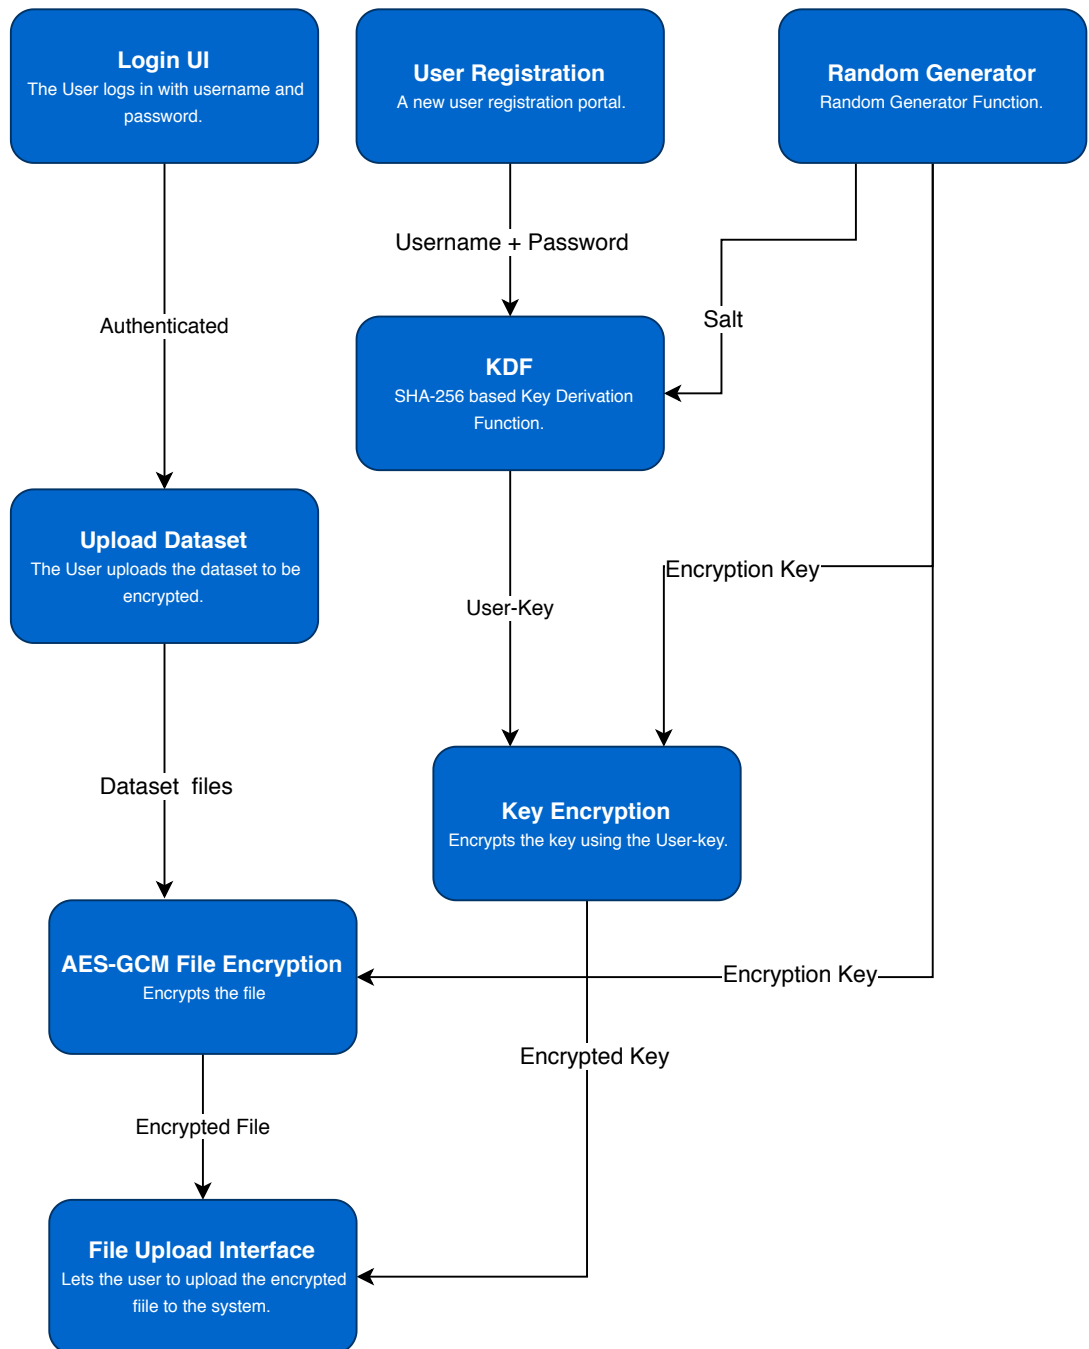 Login UI
The User logs in with username and
password.
User Registration
A new user registration portal.
Random Generator
Random Generator Function.
Username + Password
Salt
Authenticated
KDF
SHA-256 based Key Derivation
Function.
Upload Dataset
The User uploads the dataset to be
encrypted.
Encryption Key
User-Key
Dataset files
Key Encryption
Encrypts the key using the User-key.
AES-GCM File Encryption
Encrypts the file
Encryption Key
Encrypted Key
Encrypted File
File Upload Interface
Lets the user to upload the encrypted
fiile to the system.